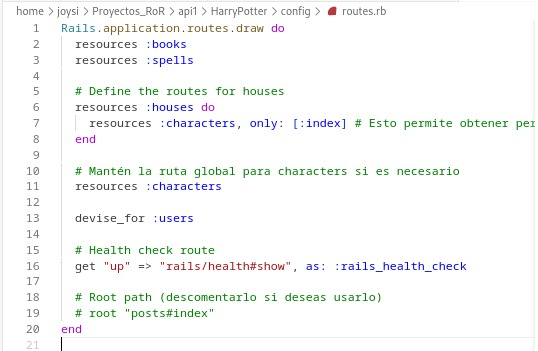 home > joysi > Proyectos_RoR > api1 > HarryPotter > config > routes.rb
1 Rails.application.routes.draw do
2   resources :books
3   resources :spells
4
5   # Define the routes for houses
6   resources :houses do
7     resources :characters, only: [:index] # Esto permite obtener per
8   end
9
10   # Mantén la ruta global para characters si es necesario
11   resources :characters
12
13   devise_for :users
14
15   # Health check route
16   get "up" => "rails/health#show", as: :rails_health_check
17
18   # Root path (descomentarlo si deseas usarlo)
19   # root "posts#index"
20 end
21